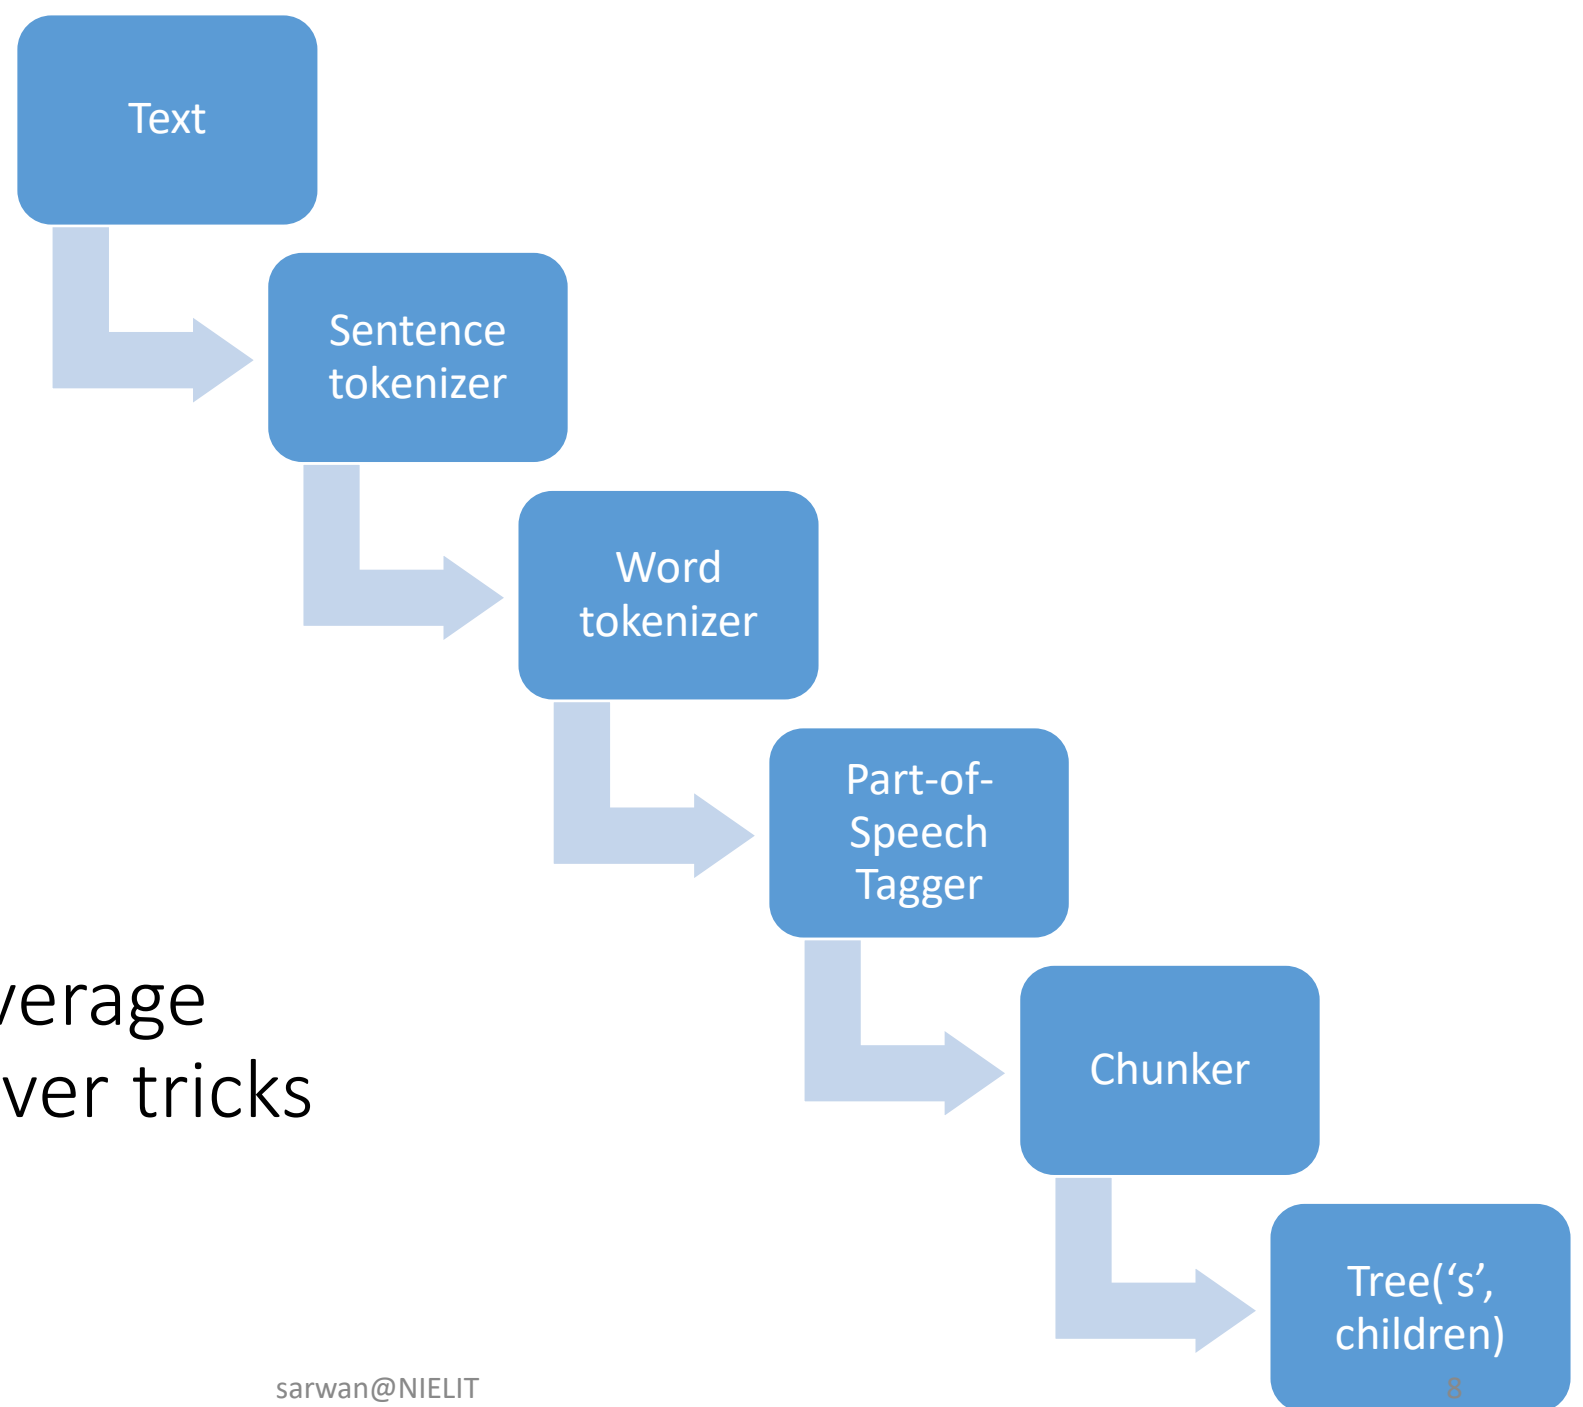 Text
Sentence
tokenizer
Word
tokenizer
Part-of-
Speech
Tagger
verage
ver tricks
Chunker
Tree(‘s’,
children)
sarwan@NIELIT
8